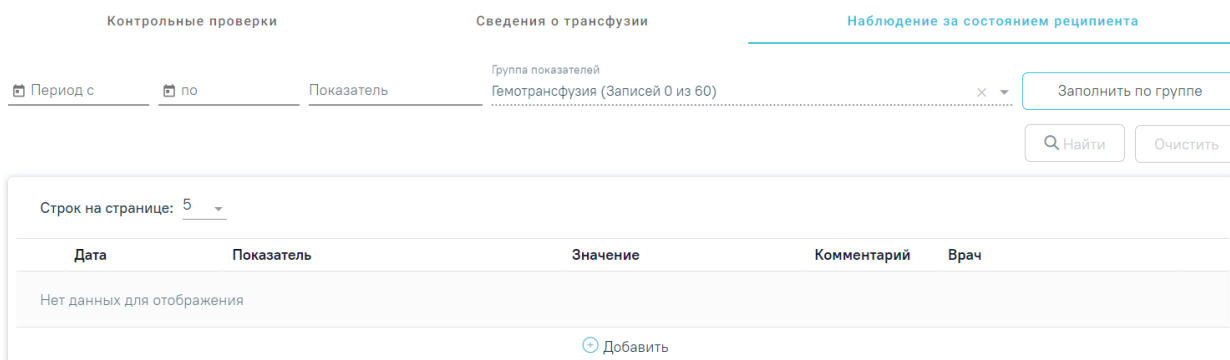 Контрольные проверки Сведения о трансфузии Наблюдение за состоянием реципиента
Группа показателей
Период с по Показатель Гемотрансфузия (Записей 0 из 60) Заполнить по группе
Найти Очистить
Строк на странице: 5
Дата Показатель Значение Комментарий Врач
Нет данных для отображения
Добавить